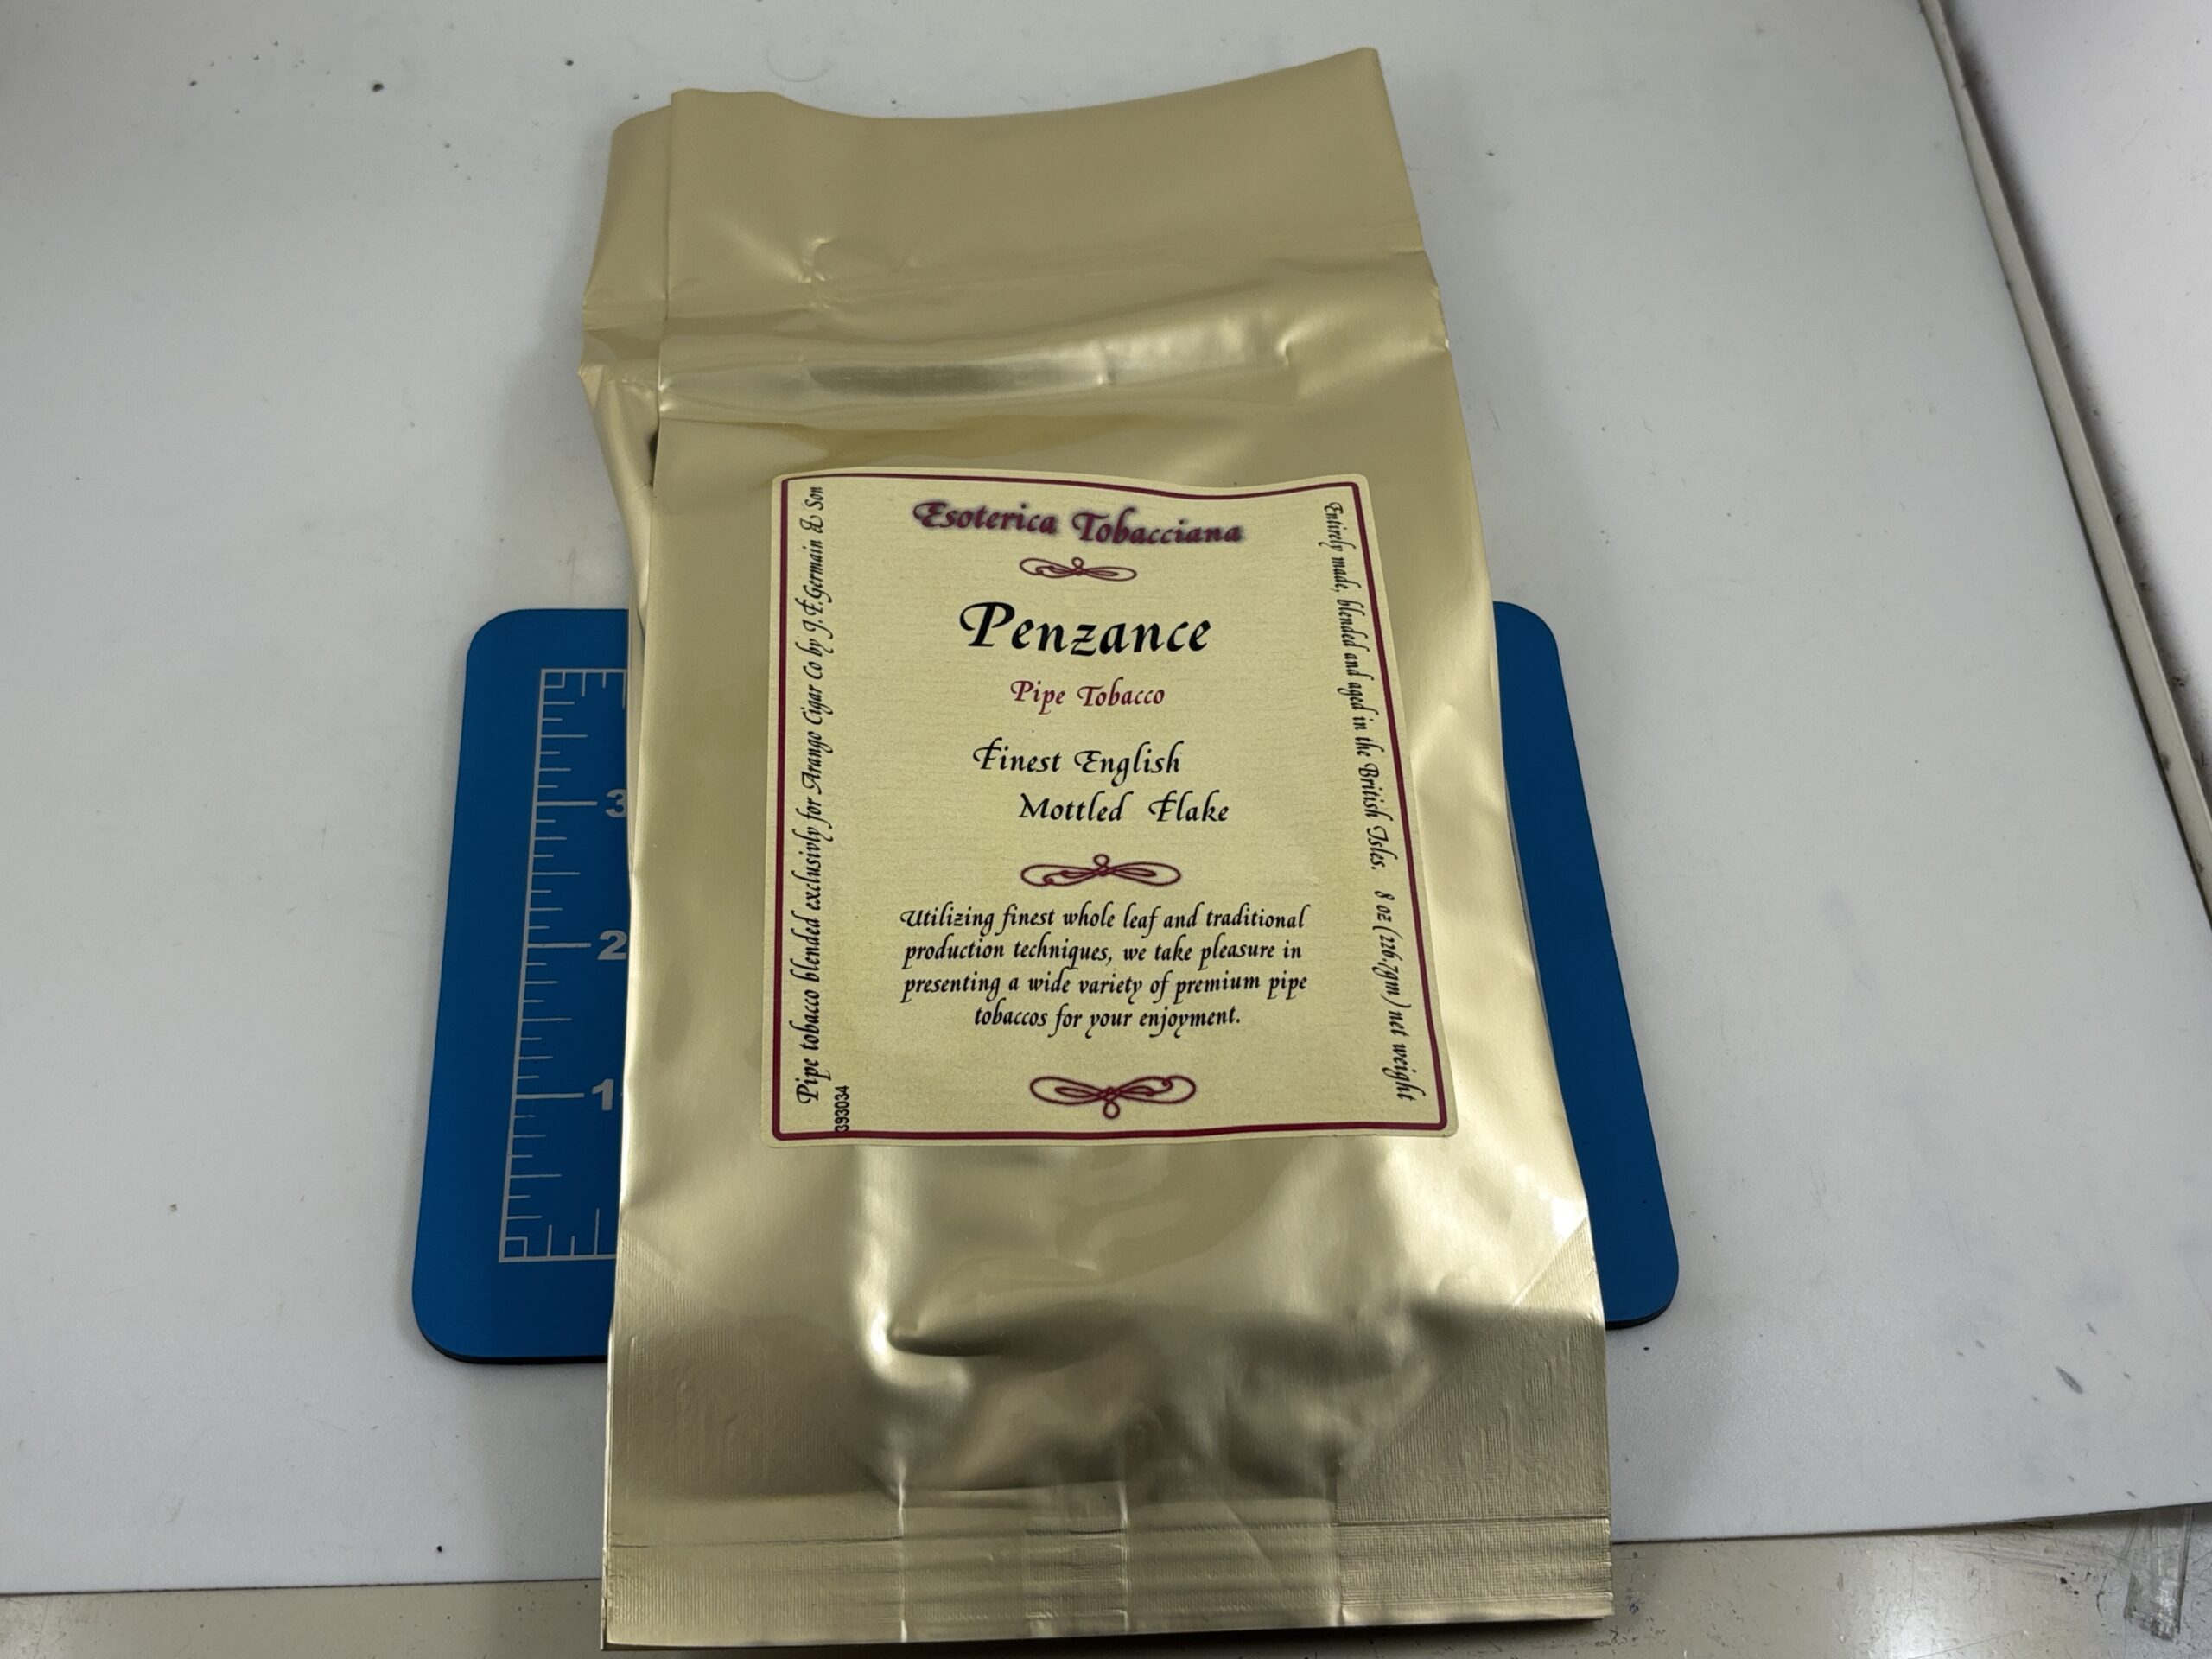 Esoterica Tobacciana
Penzance
Pipe Tobacco
Finest English
Mottled Flake
Utilizing finest whole leaf and traditional
production techniques, we take pleasure in
presenting a wide variety of premium pipe
tobaccos for your enjoyment.
Pipe tobacco blended exclusivly for Arango Cigar Co by J.F.Germain & Son
393034
Entirely made, blended and aged in the British Isles. 8 oz (226.7gm) net weight
3
2
1